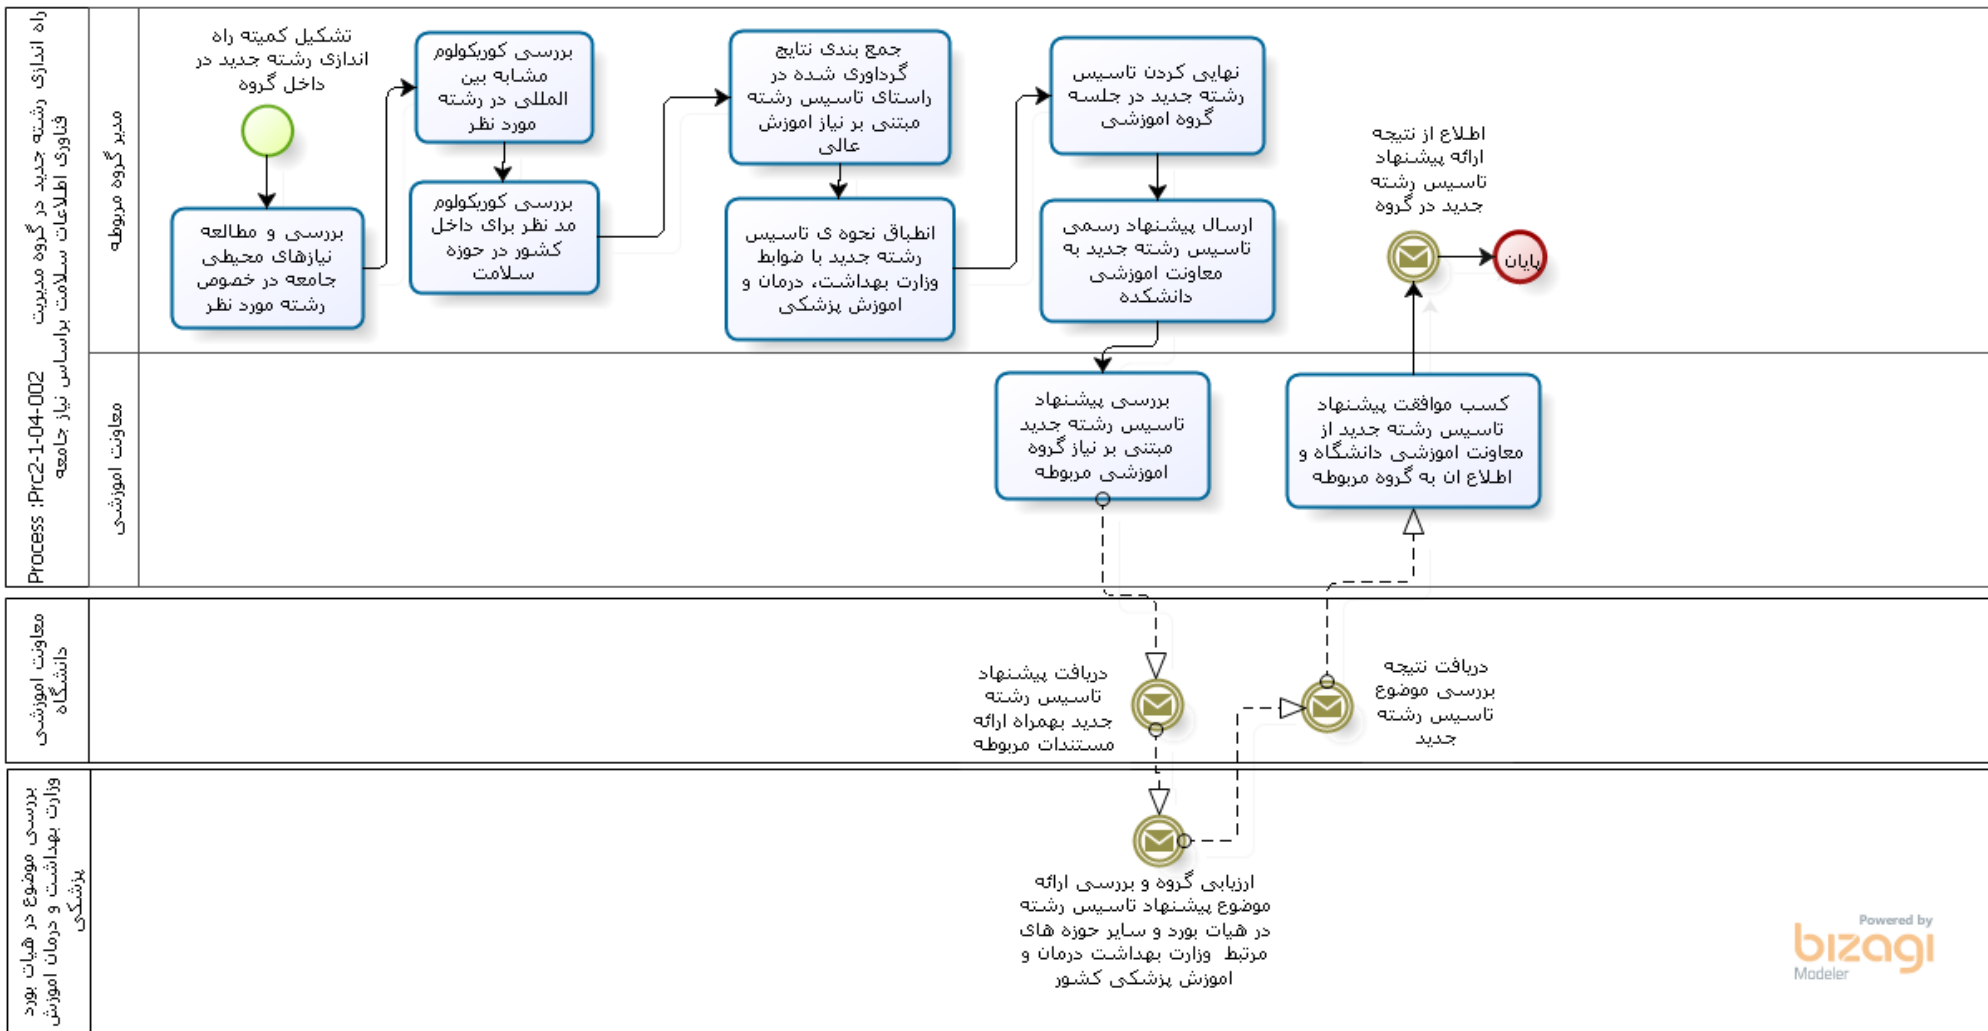 راه اندازی رشته جدید در گروه مدیریت
فناوری اطلاعات سلامت براساس نیاز جامعه
Process :Prc2-1-04-002
مدیر گروه مربوطه
تشکیل کمیته راه
اندازی رشته جدید در
داخل گروه
بررسی و مطالعه
نیازهای محیطی
جامعه در خصوص
رشته مورد نظر
بررسی کوریکولوم
مشابه بین
المللی در رشته
مورد نظر
بررسی کوریکولوم
مد نظر برای داخل
کشور در حوزه
سلامت
جمع بندی نتایج
گرداوری شده در
راستای تاسیس رشته
مبتنی بر نیاز اموزش
عالی
انطباق نحوه ی تاسیس
رشته جدید با ضوابط
وزارت بهداشت، درمان و
اموزش پزشکی
نهایی کردن تاسیس
رشته جدید در جلسه
گروه اموزشی
ارسال پیشنهاد رسمی
تاسیس رشته جدید به
معاونت اموزشی
دانشکده
اطلاع از نتیجه
ارائه پیشنهاد
تاسیس رشته
جدید در گروه
پایان
معاونت اموزشی
بررسی پیشنهاد
تاسیس رشته جدید
مبتنی بر نیاز گروه
اموزشی مربوطه
کسب موافقت پیشنهاد
تاسیس رشته جدید از
معاونت اموزشی دانشگاه و
اطلاع ان به گروه مربوطه
معاونت اموزشی
دانشگاه
دریافت پیشنهاد
تاسیس رشته
جدید بهمراه ارائه
مستندات مربوطه
دریافت نتیجه
بررسی موضوع
تاسیس رشته
جدید
بررسی موضوع در هیات بورد
وزارت بهداشت و درمان اموزش
پزشکی
ارزیابی گروه و بررسی ارائه
موضوع پیشنهاد تاسیس رشته
در هیات بورد و سایر حوزه های
مرتبط وزارت بهداشت درمان و
اموزش پزشکی کشور
Powered by
bizagi
Modeler